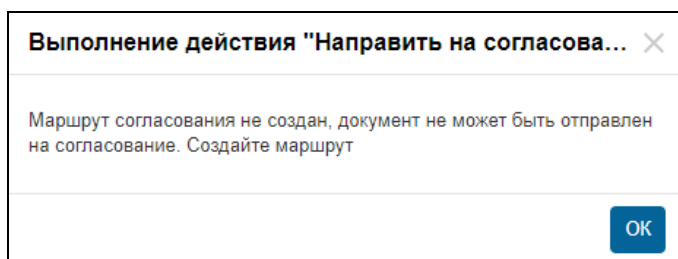 Выполнение действия "Направить на согласова...
Маршрут согласования не создан, документ не может быть отправлен
на согласование. Создайте маршрут
ОК